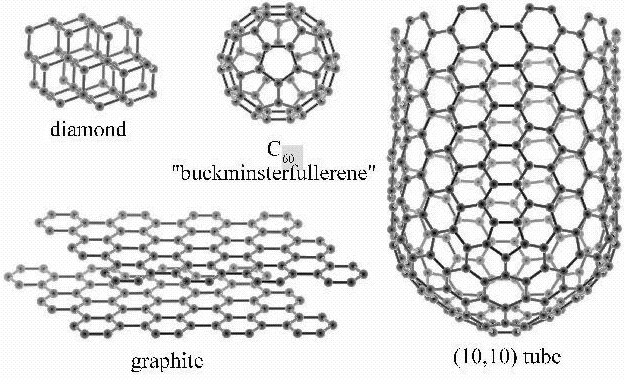 diamond
C60
"buckminsterfullerene"
graphite
(10,10) tube